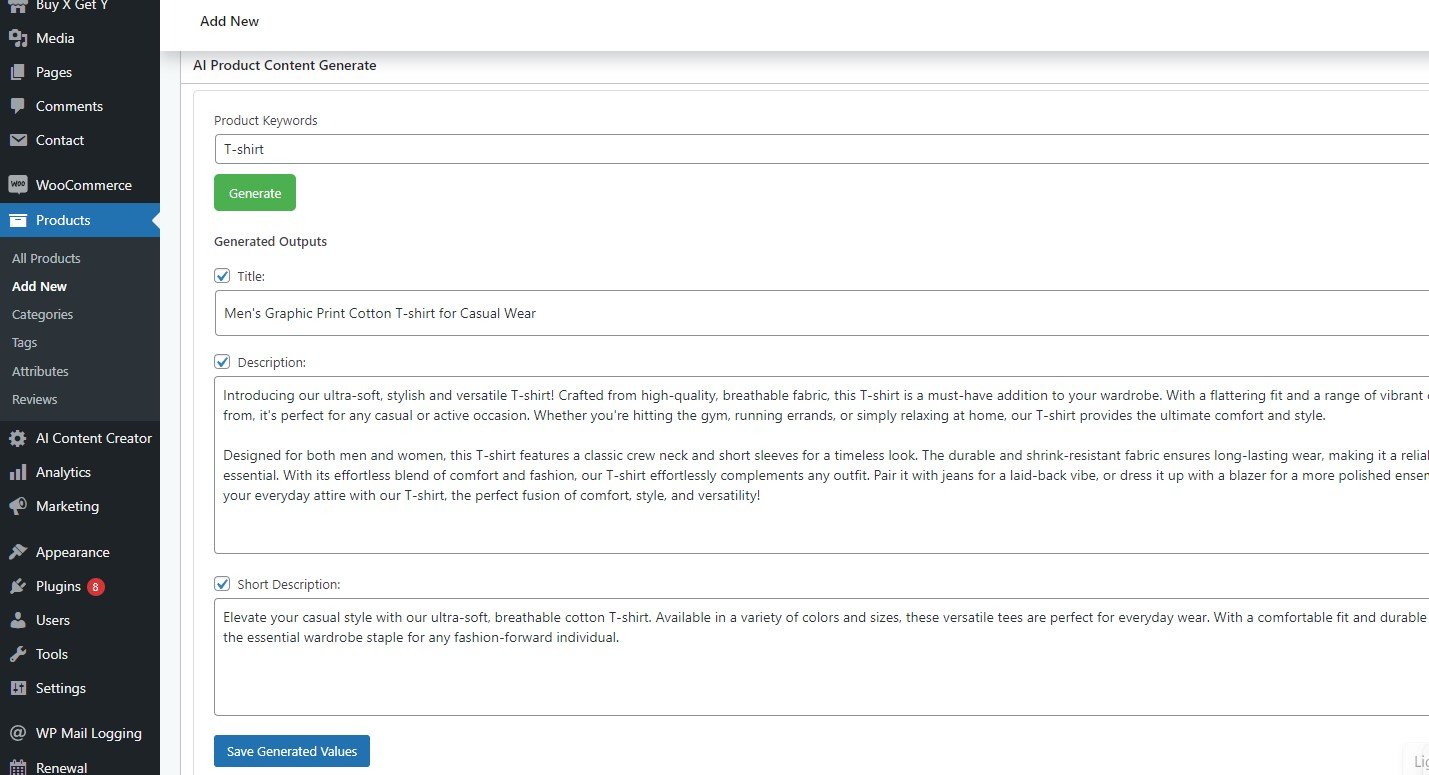 Buy X Get Y
Media
Pages
Comments
Contact
WooCommerce
Products
All Products
Add New
Categories
Tags
Attributes
Reviews
AI Content Creator
Analytics
Marketing
Appearance
Plugins 8
Users
Tools
Settings
WP Mail Logging
Renewal
Add New
AI Product Content Generate
Product Keywords
T-shirt
Generate
Generated Outputs
Title:
Men's Graphic Print Cotton T-shirt for Casual Wear
Description:
Introducing our ultra-soft, stylish and versatile T-shirt! Crafted from high-quality, breathable fabric, this T-shirt is a must-have addition to your wardrobe. With a flattering fit and a range of vibrant
from, it's perfect for any casual or active occasion. Whether you're hitting the gym, running errands, or simply relaxing at home, our T-shirt provides the ultimate comfort and style.
Designed for both men and women, this T-shirt features a classic crew neck and short sleeves for a timeless look. The durable and shrink-resistant fabric ensures long-lasting wear, making it a
essential. With its effortless blend of comfort and fashion, our T-shirt effortlessly complements any outfit. Pair it with jeans for a laid-back vibe, or dress it up with a blazer for a more polished
your everyday attire with our T-shirt, the perfect fusion of comfort, style, and versatility!
Short Description:
Elevate your casual style with our ultra-soft, breathable cotton T-shirt. Available in a variety of colors and sizes, these versatile tees are perfect for everyday wear. With a comfortable fit and durable
the essential wardrobe staple for any fashion-forward individual.
Save Generated Values